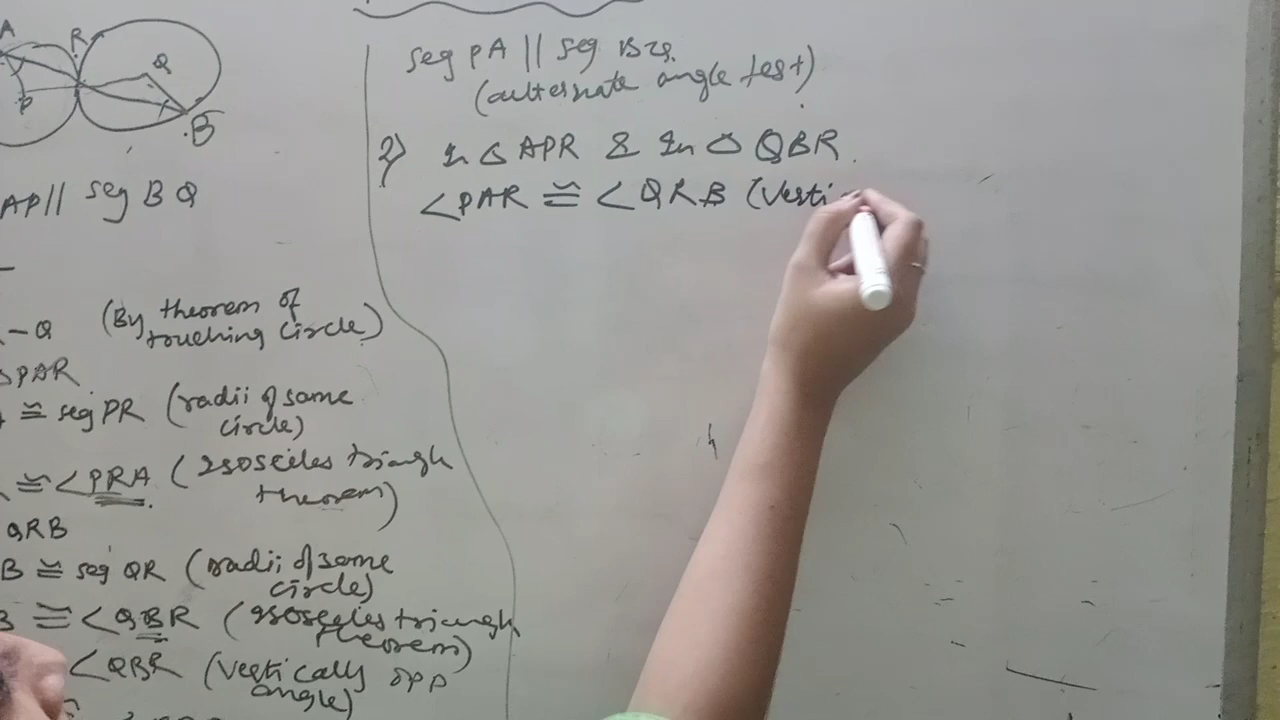 A
R
Q
P
B
AP || seg BQ
-Q (By theorem of
touching circle)
PAR
≅ seg PR (radii of same
circle)
≅ <PRA (isosceles triangle
theorem)
QRB
B ≅ seg QR (radii of same
circle)
≅ <QBR (isosceles triangle
theorem)
<QBR (vertically opp
angle)
seg PA || seg BQ.
(alternate angle test)
2) In △ APR & In △ QBR.
<PAR ≅ <QRB (Verti